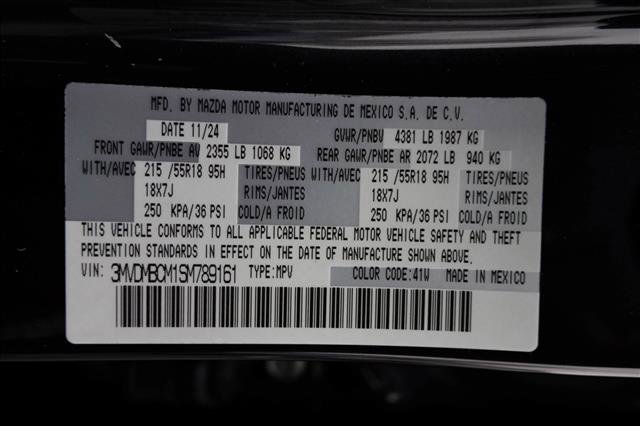 MFD. BY MAZDA MOTOR MANUFACTURING DE MEXICO S.A. DE C.V.
DATE 11/24 GVWR/PNBV 4381 LB 1987 KG
FRONT GAWR/PNBE AV 2355 LB 1068 KG REAR GAWR/PNBE AR 2072 LB 940 KG
WITH/AVEC 215 /55R18 95H TIRES/PNEUS WITH/AVEC 215 /55R18 95H TIRES/PNEUS
18X7J RIMS/JANTES 18X7J RIMS/JANTES
250 KPA/36 PSI COLD/A FROID 250 KPA/36 PSI COLD/A FROID
THIS VEHICLE CONFORMS TO ALL APPLICABLE FEDERAL MOTOR VEHICLE SAFETY AND THEFT
PREVENTION STANDARDS IN EFFECT ON THE DATE OF MANUFACTURE SHOWN ABOVE.
VIN: 3MVDMBCM1SM789161 TYPE:MPV COLOR CODE:41W MADE IN MEXICO